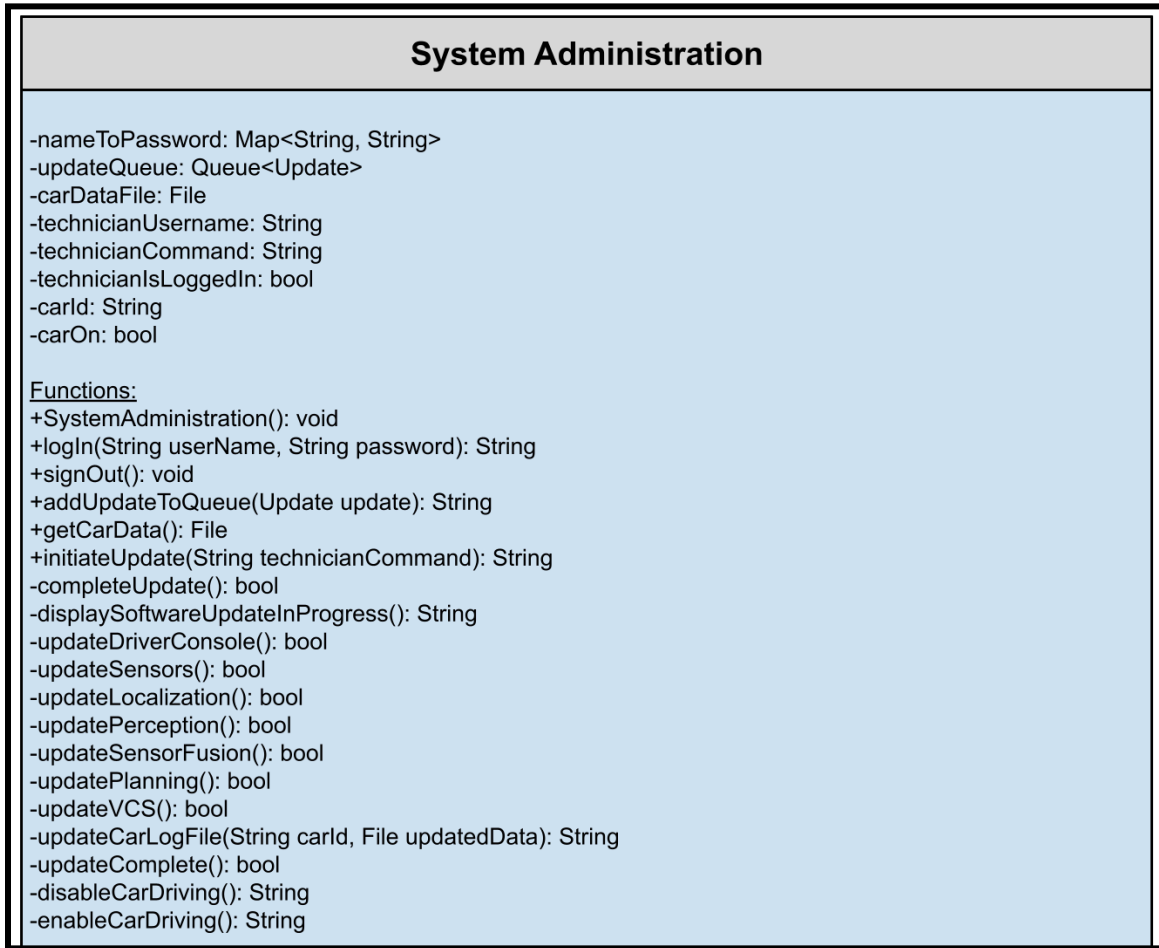 System Administration
-nameToPassword: Map<String, String>
-updateQueue: Queue<Update>
-carDataFile: File
-technicianUsername: String
-technicianCommand: String
-technicianIsLoggedIn: bool
-carId: String
-carOn: bool
Functions:
+SystemAdministration(): void
+logIn(String userName, String password): String
+signOut(): void
+addUpdateToQueue(Update update): String
+getCarData(): File
+initiateUpdate(String technicianCommand): String
-completeUpdate(): bool
-displaySoftwareUpdateInProgress(): String
-updateDriverConsole(): bool
-updateSensors(): bool
-updateLocalization(): bool
-updatePerception(): bool
-updateSensorFusion(): bool
-updatePlanning(): bool
-updateVCS(): bool
-updateCarLogFile(String carId, File updatedData): String
-updateComplete(): bool
-disableCarDriving(): String
-enableCarDriving(): String